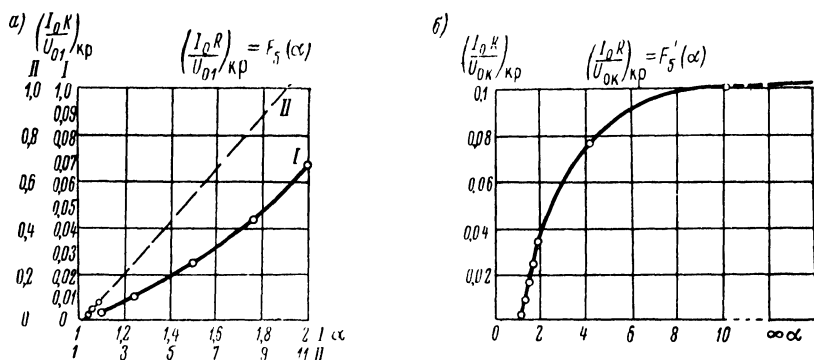 а) (I₀R/U₀₁)кр
(I₀R/U₀₁)кр = F₅(α)
II I
1,0 1,0
0,09
0,8 0,08
0,07
0,6 0,06
0,05
0,4 0,04
0,03
0,2 0,02
0,01
0 0
II
I
1 1,2 1,4 1,6 1,8 2 I α
1 3 5 7 9 11 II
б) (I₀R/U₀к)кр
(I₀R/U₀к)кр = F₅'(α)
0,1
0,08
0,06
0,04
0,02
0 2 4 6 8 10 ∞ α